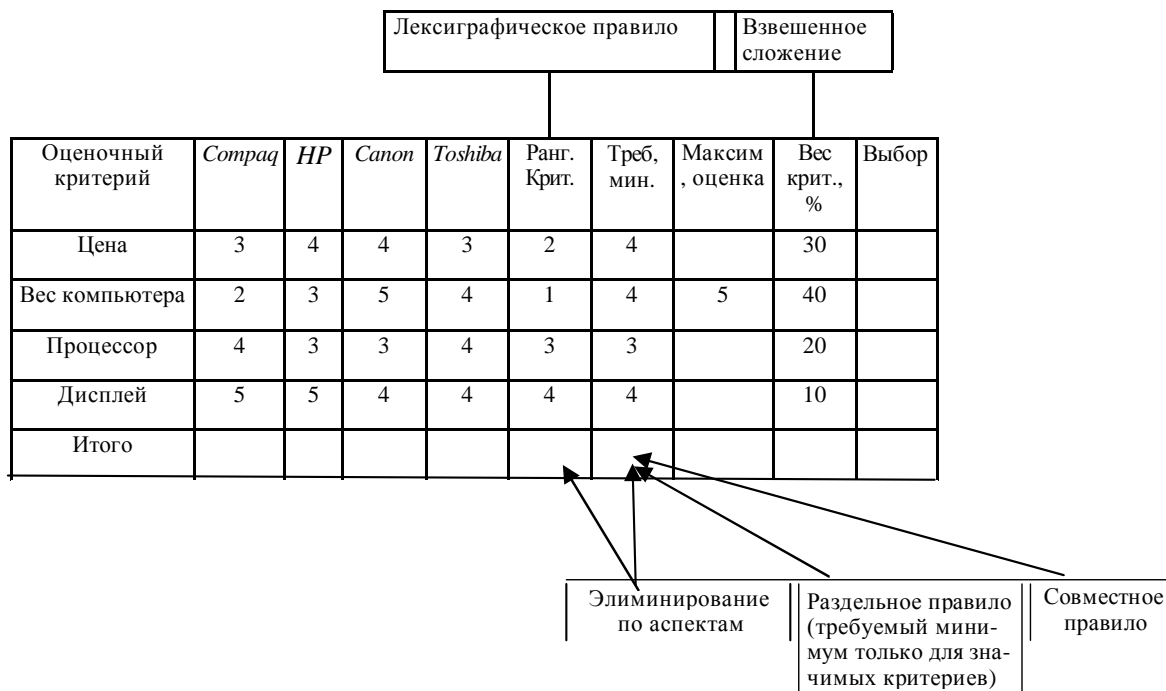 Лексиграфическое правило
Взвешенное
сложение
Оценочный
критерий
Compaq
HP
Canon
Toshiba
Ранг.
Крит.
Треб,
мин.
Максим
, оценка
Вес
крит.,
%
Выбор
Цена 3 4 4 3 2 4 30
Вес компьютера 2 3 5 4 1 4 5 40
Процессор 4 3 3 4 3 3 20
Дисплей 5 5 4 4 4 4 10
Итого
Элиминирование
по аспектам
Раздельное правило
(требуемый мини-
мум только для зна-
чимых критериев)
Совместное
правило